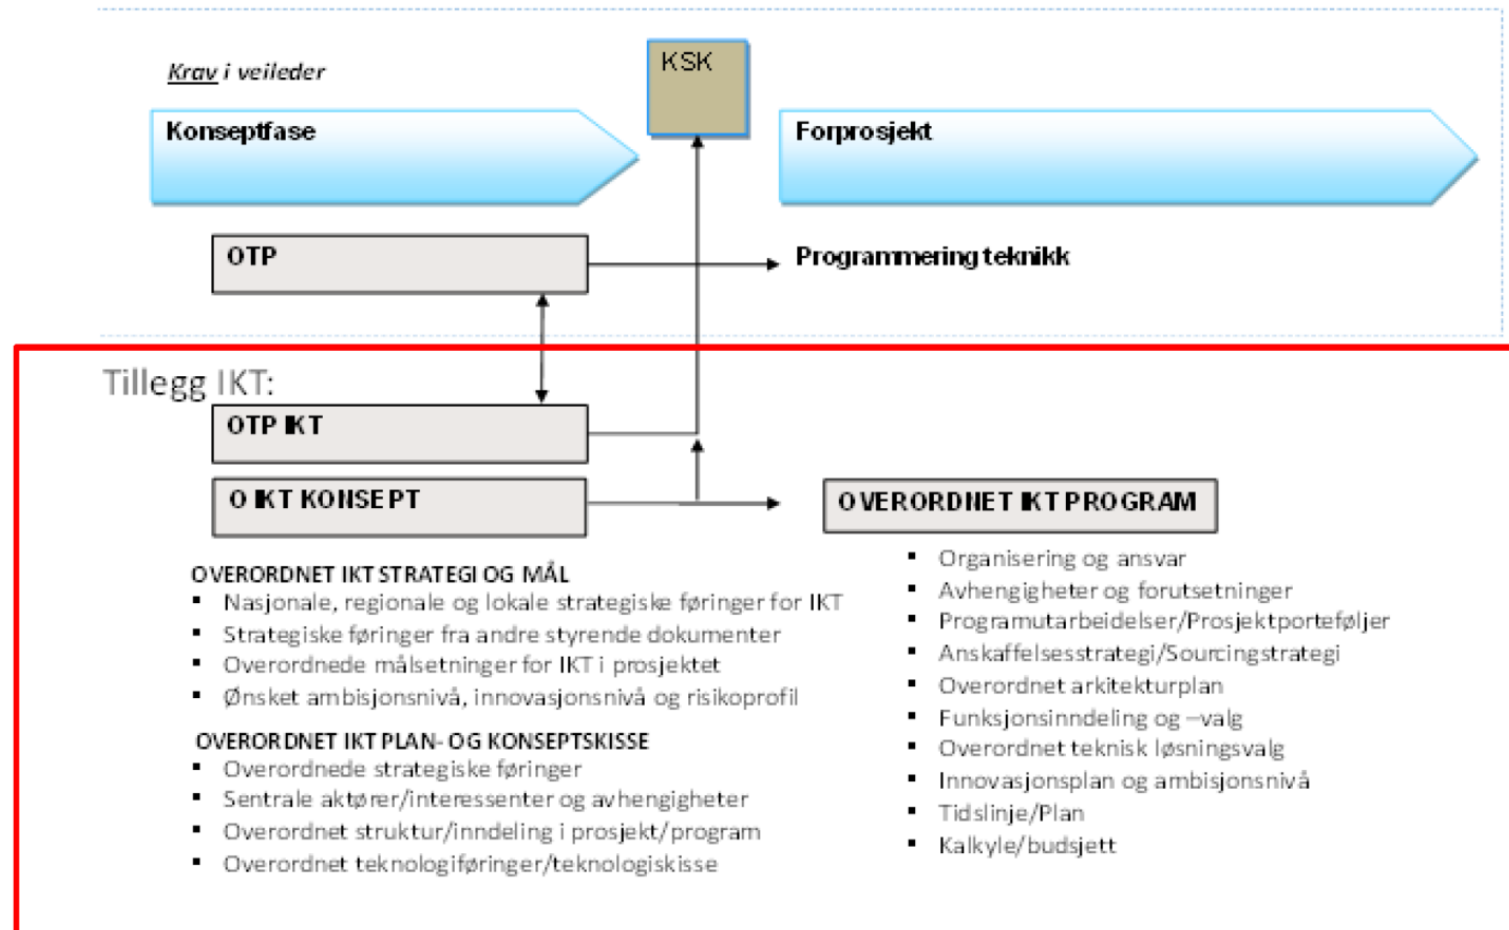 Krav i veileder
KSK
Konseptfase
Forprosjekt
OTP
Programmering teknikk
Tillegg IKT:
OTP IKT
O IKT KONSEPT
OVERORDNET IKT PROGRAM
OVERORDNET IKT STRATEGI OG MÅL
▪ Nasjonale, regionale og lokale strategiske føringer for IKT
▪ Strategiske føringer fra andre styrende dokumenter
▪ Overordnede målsetninger for IKT i prosjektet
▪ Ønsket ambisjonsnivå, innovasjonsnivå og risikoprofil
OVERORDNET IKT PLAN- OG KONSEPTSKISSE
▪ Overordnede strategiske føringer
▪ Sentrale aktører/interessenter og avhengigheter
▪ Overordnet struktur/inndeling i prosjekt/program
▪ Overordnet teknologiføringer/teknologiskisse
▪ Organisering og ansvar
▪ Avhengigheter og forutsetninger
▪ Programutarbeidelser/Prosjektporteføljer
▪ Anskaffelsesstrategi/Sourcingstrategi
▪ Overordnet arkitekturplan
▪ Funksjonsinndeling og –valg
▪ Overordnet teknisk løsningsvalg
▪ Innovasjonsplan og ambisjonsnivå
▪ Tidslinje/Plan
▪ Kalkyle/budsjett